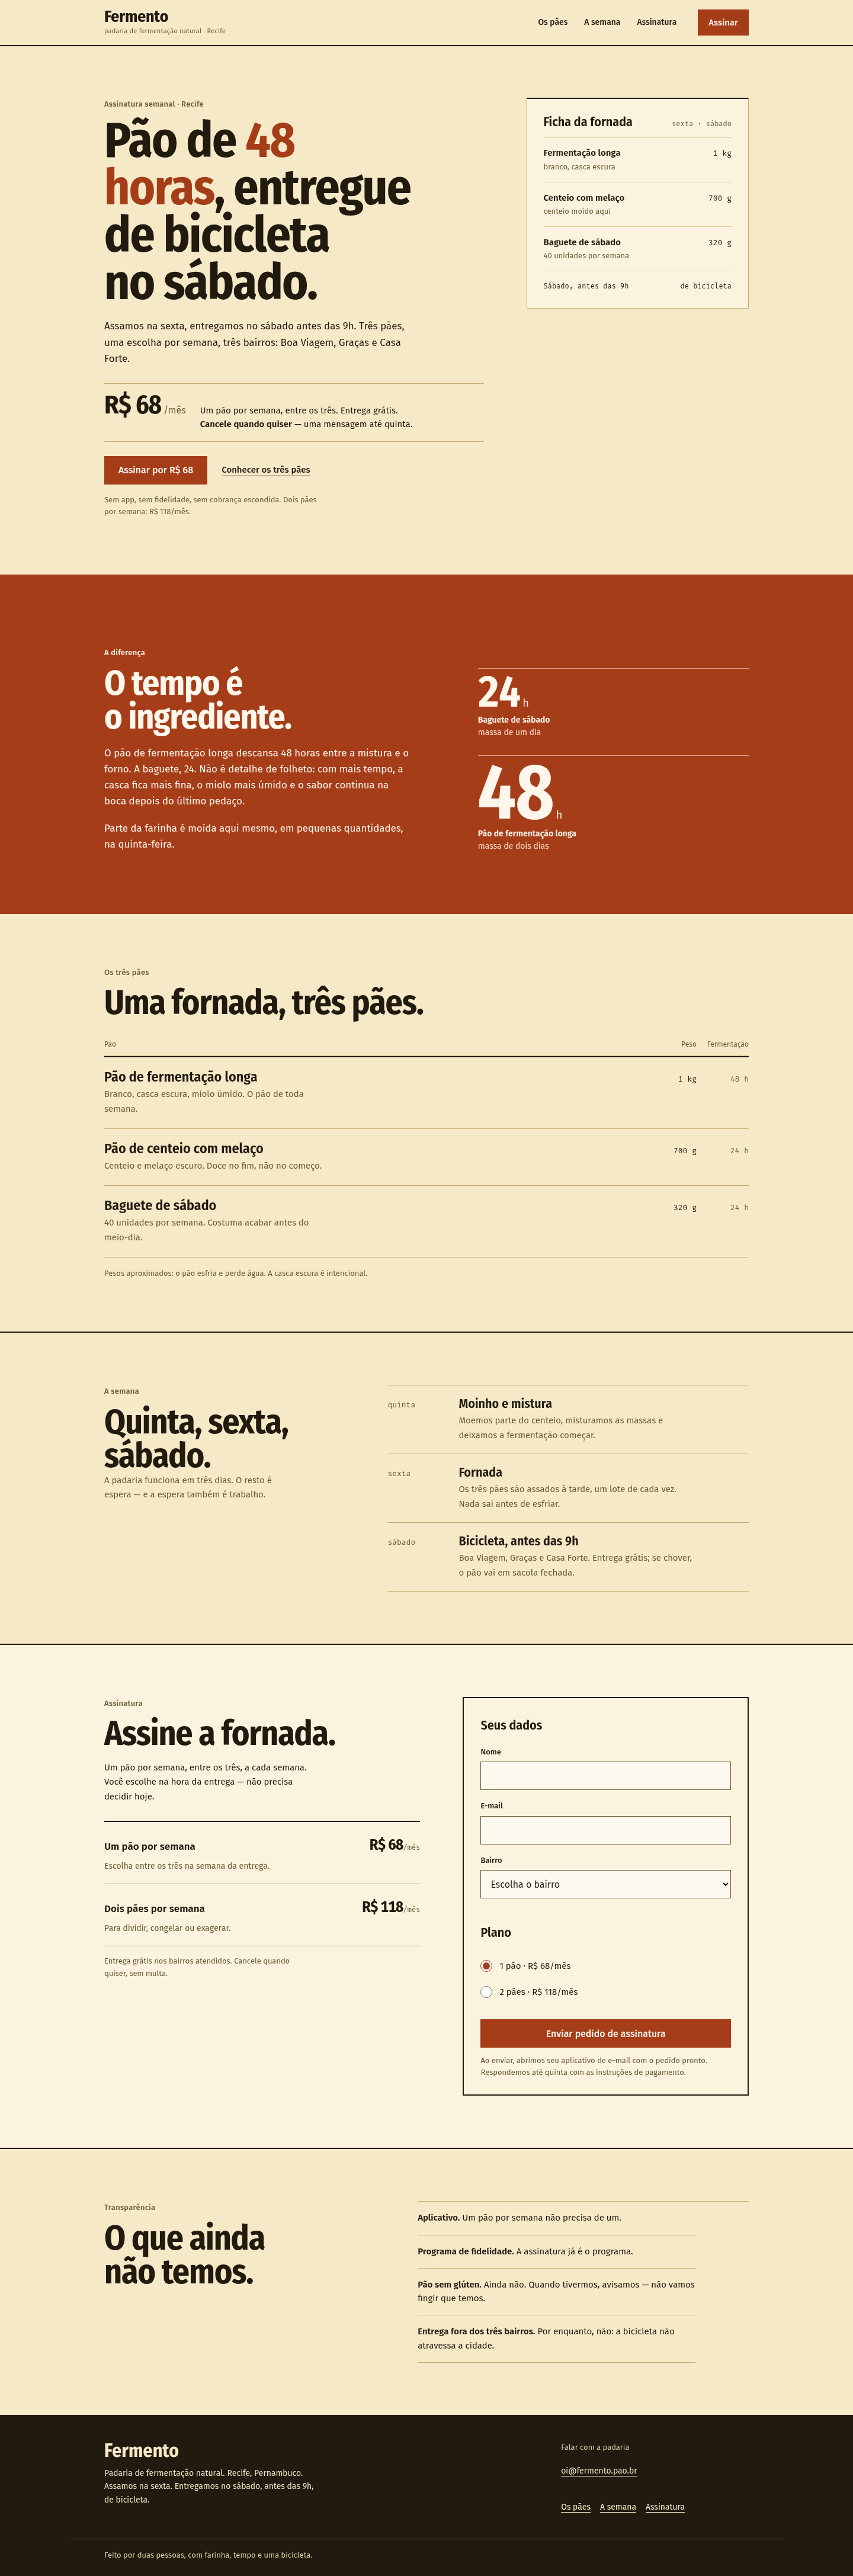 Fermento
padaria de fermentação natural · Recife
Os pães
A semana
Assinatura
Assinar
Assinatura semanal · Recife
Pão de 48
horas, entregue
de bicicleta
no sábado.
Assamos na sexta, entregamos no sábado antes das 9h. Três pães,
uma escolha por semana, três bairros: Boa Viagem, Graças e Casa
Forte.
R$ 68 /mês
Um pão por semana, entre os três. Entrega grátis.
Cancele quando quiser — uma mensagem até quinta.
Assinar por R$ 68
Conhecer os três pães
Sem app, sem fidelidade, sem cobrança escondida. Dois pães
por semana: R$ 118/mês.
Ficha da fornada
sexta · sábado
Fermentação longa
1 kg
branco, casca escura
Centeio com melaço
700 g
centeio moído aqui
Baguete de sábado
320 g
40 unidades por semana
Sábado, antes das 9h
de bicicleta
A diferença
O tempo é
o ingrediente.
O pão de fermentação longa descansa 48 horas entre a mistura e o
forno. A baguete, 24. Não é detalhe de folheto: com mais tempo, a
casca fica mais fina, o miolo mais úmido e o sabor continua na
boca depois do último pedaço.
Parte da farinha é moída aqui mesmo, em pequenas quantidades,
na quinta-feira.
24 h
Baguete de sábado
massa de um dia
48 h
Pão de fermentação longa
massa de dois dias
Os três pães
Uma fornada, três pães.
Pão
Peso
Fermentação
Pão de fermentação longa
1 kg
48 h
Branco, casca escura, miolo úmido. O pão de toda
semana.
Pão de centeio com melaço
700 g
24 h
Centeio e melaço escuro. Doce no fim, não no começo.
Baguete de sábado
320 g
24 h
40 unidades por semana. Costuma acabar antes do
meio-dia.
Pesos aproximados: o pão esfria e perde água. A casca escura é intencional.
A semana
Quinta, sexta,
sábado.
A padaria funciona em três dias. O resto é
espera — e a espera também é trabalho.
quinta
Moinho e mistura
Moemos parte do centeio, misturamos as massas e
deixamos a fermentação começar.
sexta
Fornada
Os três pães são assados à tarde, um lote de cada vez.
Nada sai antes de esfriar.
sábado
Bicicleta, antes das 9h
Boa Viagem, Graças e Casa Forte. Entrega grátis; se chover,
o pão vai em sacola fechada.
Assinatura
Assine a fornada.
Um pão por semana, entre os três, a cada semana.
Você escolhe na hora da entrega — não precisa
decidir hoje.
Um pão por semana
R$ 68/mês
Escolha entre os três na semana da entrega.
Dois pães por semana
R$ 118/mês
Para dividir, congelar ou exagerar.
Entrega grátis nos bairros atendidos. Cancele quando
quiser, sem multa.
Seus dados
Nome
E-mail
Bairro
Escolha o bairro
Plano
1 pão · R$ 68/mês
2 pães · R$ 118/mês
Enviar pedido de assinatura
Ao enviar, abrimos seu aplicativo de e-mail com o pedido pronto.
Respondemos até quinta com as instruções de pagamento.
Transparência
O que ainda
não temos.
Aplicativo. Um pão por semana não precisa de um.
Programa de fidelidade. A assinatura já é o programa.
Pão sem glúten. Ainda não. Quando tivermos, avisamos — não vamos
fingir que temos.
Entrega fora dos três bairros. Por enquanto, não: a bicicleta não
atravessa a cidade.
Fermento
Padaria de fermentação natural. Recife, Pernambuco.
Assamos na sexta. Entregamos no sábado, antes das 9h,
de bicicleta.
Falar com a padaria
oi@fermento.pao.br
Os pães
A semana
Assinatura
Feito por duas pessoas, com farinha, tempo e uma bicicleta.